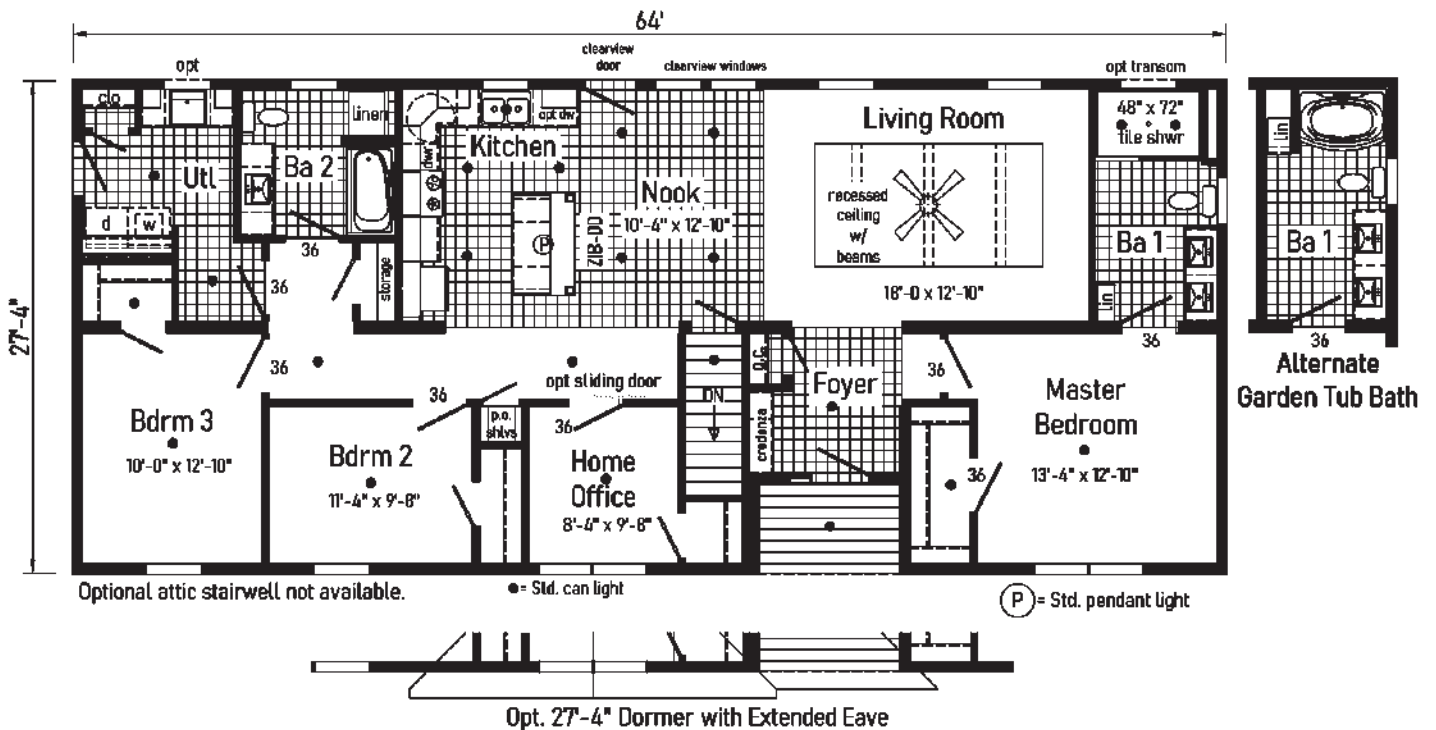 64'
27'-4"
opt
clearview
door
clearview windows
opt transom
clo
Utl
d
w
linen
Ba 2
36
36
storage
Kitchen
opt dw
dwr
P
ZIB-DD
Nook
10'-4" x 12'-10"
Living Room
recessed
ceiling
w/
beams
18'-0 x 12'-10"
48" x 72"
tile shwr
Ba 1
lin
36
lin
Ba 1
36
Alternate
Garden Tub Bath
Bdrm 3
10'-0" x 12'-10"
36
36
Bdrm 2
11'-4" x 9'-8"
p.o.
shlvs
opt sliding door
36
Home
Office
8'-4" x 9'-8"
DN
credenza
Foyer
36
36
Master
Bedroom
13'-4" x 12'-10"
Optional attic stairwell not available.
= Std. can light
P = Std. pendant light
Opt. 27'-4" Dormer with Extended Eave